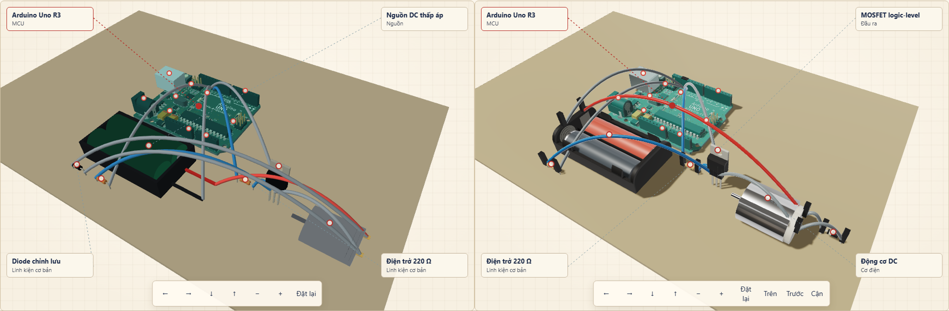 Arduino Uno R3
MCU
Nguồn DC thấp áp
Nguồn
Diode chỉnh lưu
Linh kiện cơ bản
Điện trở 220 Ω
Linh kiện cơ bản
← → ↓ ↑ − + Đặt lại
Arduino Uno R3
MCU
MOSFET logic-level
Đầu ra
Điện trở 220 Ω
Linh kiện cơ bản
Động cơ DC
Cơ điện
← → ↓ ↑ − + Đặt lại Trên Trước Cận